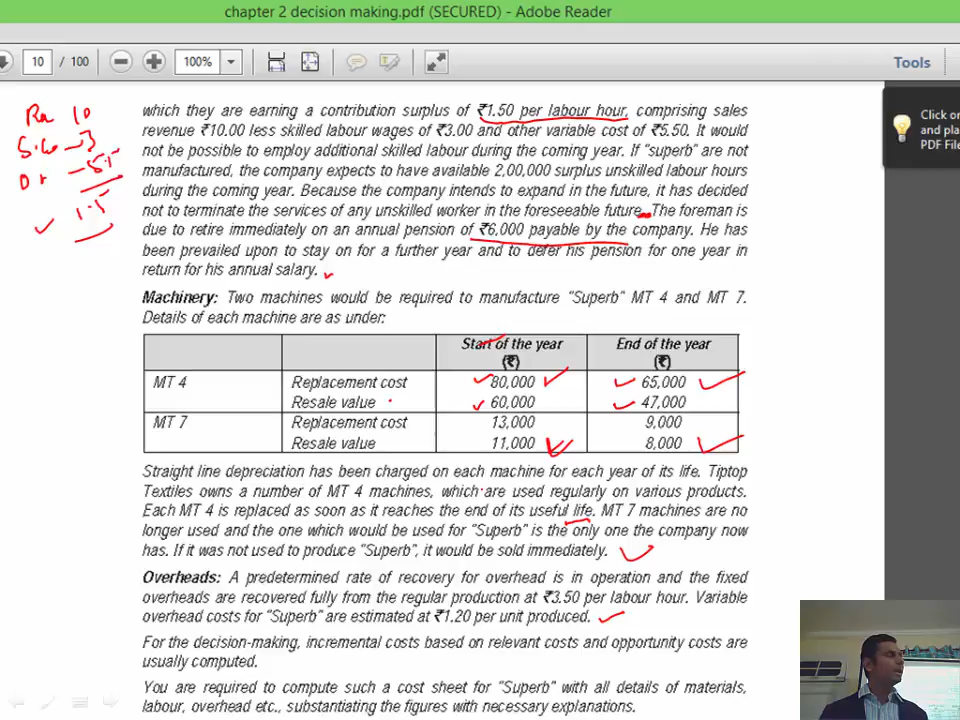 chapter 2 decision making.pdf (SECURED) - Adobe Reader
10 / 100 100% Tools
Click on
and pla
PDF File
10
1.5
which they are earning a contribution surplus of ₹1.50 per labour hour, comprising sales
revenue ₹10.00 less skilled labour wages of ₹3.00 and other variable cost of ₹5.50. It would
not be possible to employ additional skilled labour during the coming year. If "superb" are not
manufactured, the company expects to have available 2,00,000 surplus unskilled labour hours
during the coming year. Because the company intends to expand in the future, it has decided
not to terminate the services of any unskilled worker in the foreseeable future. The foreman is
due to retire immediately on an annual pension of ₹6,000 payable by the company. He has
been prevailed upon to stay on for a further year and to defer his pension for one year in
return for his annual salary.
Machinery: Two machines would be required to manufacture "Superb" MT 4 and MT 7.
Details of each machine are as under:
Start of the year (₹) End of the year (₹)
MT 4 Replacement cost 80,000 65,000
Resale value 60,000 47,000
MT 7 Replacement cost 13,000 9,000
Resale value 11,000 8,000
Straight line depreciation has been charged on each machine for each year of its life. Tiptop
Textiles owns a number of MT 4 machines, which are used regularly on various products.
Each MT 4 is replaced as soon as it reaches the end of its useful life. MT 7 machines are no
longer used and the one which would be used for "Superb" is the only one the company now
has. If it was not used to produce "Superb", it would be sold immediately.
Overheads: A predetermined rate of recovery for overhead is in operation and the fixed
overheads are recovered fully from the regular production at ₹3.50 per labour hour. Variable
overhead costs for "Superb" are estimated at ₹1.20 per unit produced.
For the decision-making, incremental costs based on relevant costs and opportunity costs are
usually computed.
You are required to compute such a cost sheet for "Superb" with all details of materials,
labour, overhead etc., substantiating the figures with necessary explanations.